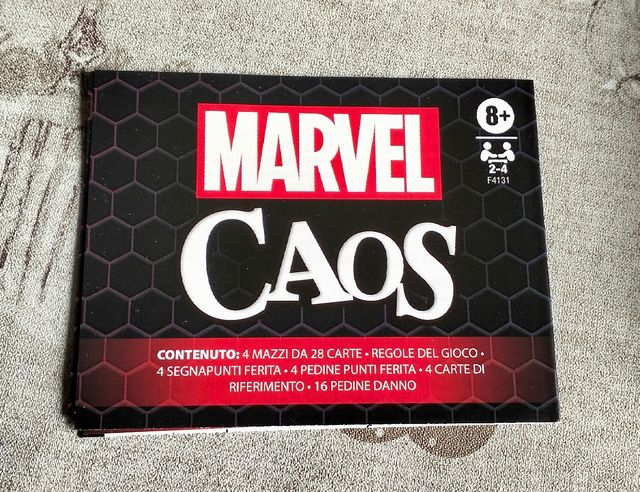 8+
MARVEL
2-4
F4131
CAOS
CONTENUTO: 4 MAZZI DA 28 CARTE • REGOLE DEL GIOCO •
4 SEGNAPUNTI FERITA • 4 PEDINE PUNTI FERITA • 4 CARTE DI
RIFERIMENTO • 16 PEDINE DANNO